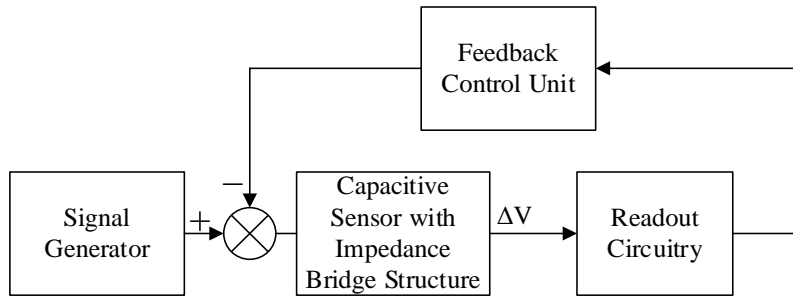 Feedback
Control Unit
−
+
Signal
Generator
Capacitive
Sensor with
Impedance
Bridge Structure
ΔV
Readout
Circuitry